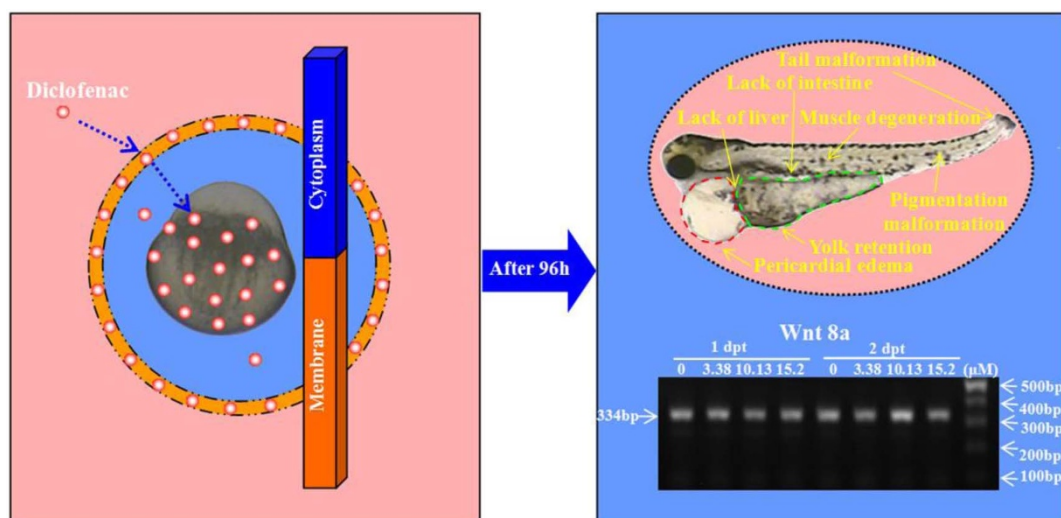 Diclofenac
Cytoplasm
Membrane
After 96h
Tail malformation
Lack of intestine
Lack of liver
Muscle degeneration
Pigmentation
malformation
Yolk retention
Pericardial edema
Wnt 8a
1 dpt 2 dpt
0 3.38 10.13 15.2 0 3.38 10.13 15.2 (μM)
334bp
500bp
400bp
300bp
200bp
100bp